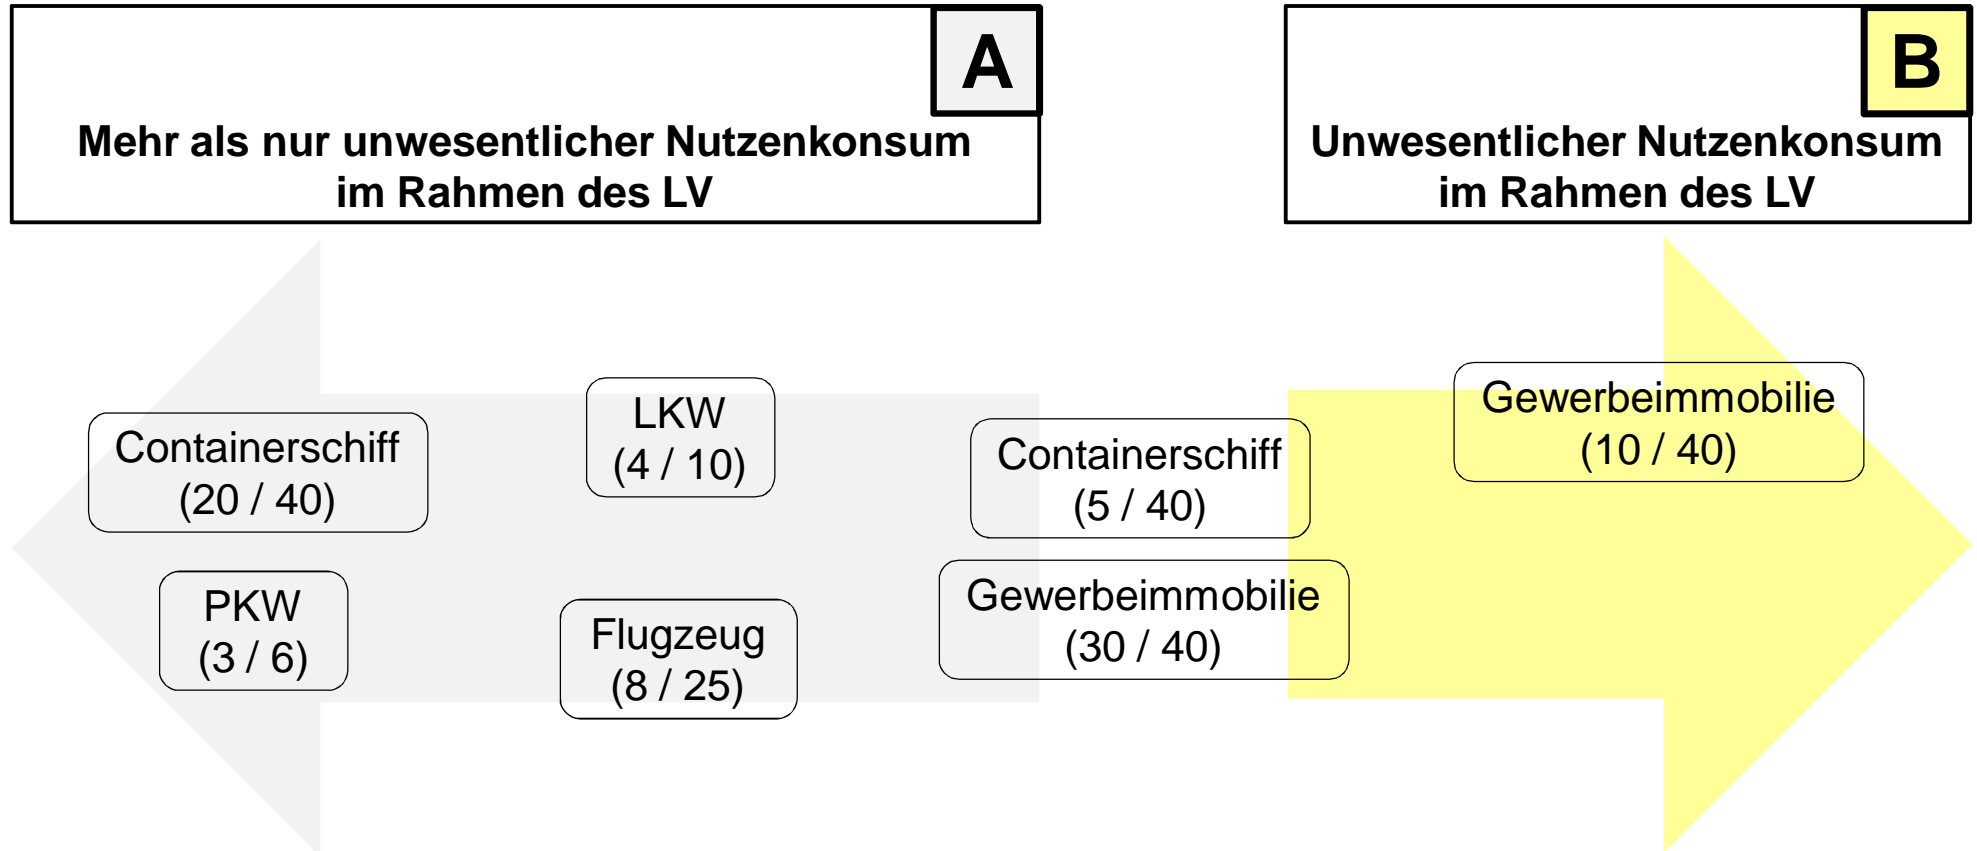 A
Mehr als nur unwesentlicher Nutzenkonsum
im Rahmen des LV
B
Unwesentlicher Nutzenkonsum
im Rahmen des LV
Containerschiff
(20 / 40)
PKW
(3 / 6)
LKW
(4 / 10)
Flugzeug
(8 / 25)
Containerschiff
(5 / 40)
Gewerbeimmobilie
(30 / 40)
Gewerbeimmobilie
(10 / 40)